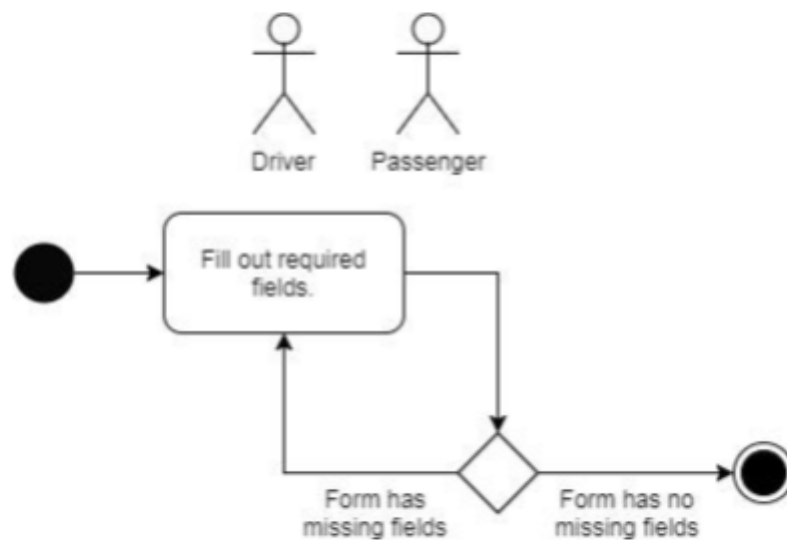 Driver
Passenger
Fill out required
fields.
Form has
missing fields
Form has no
missing fields